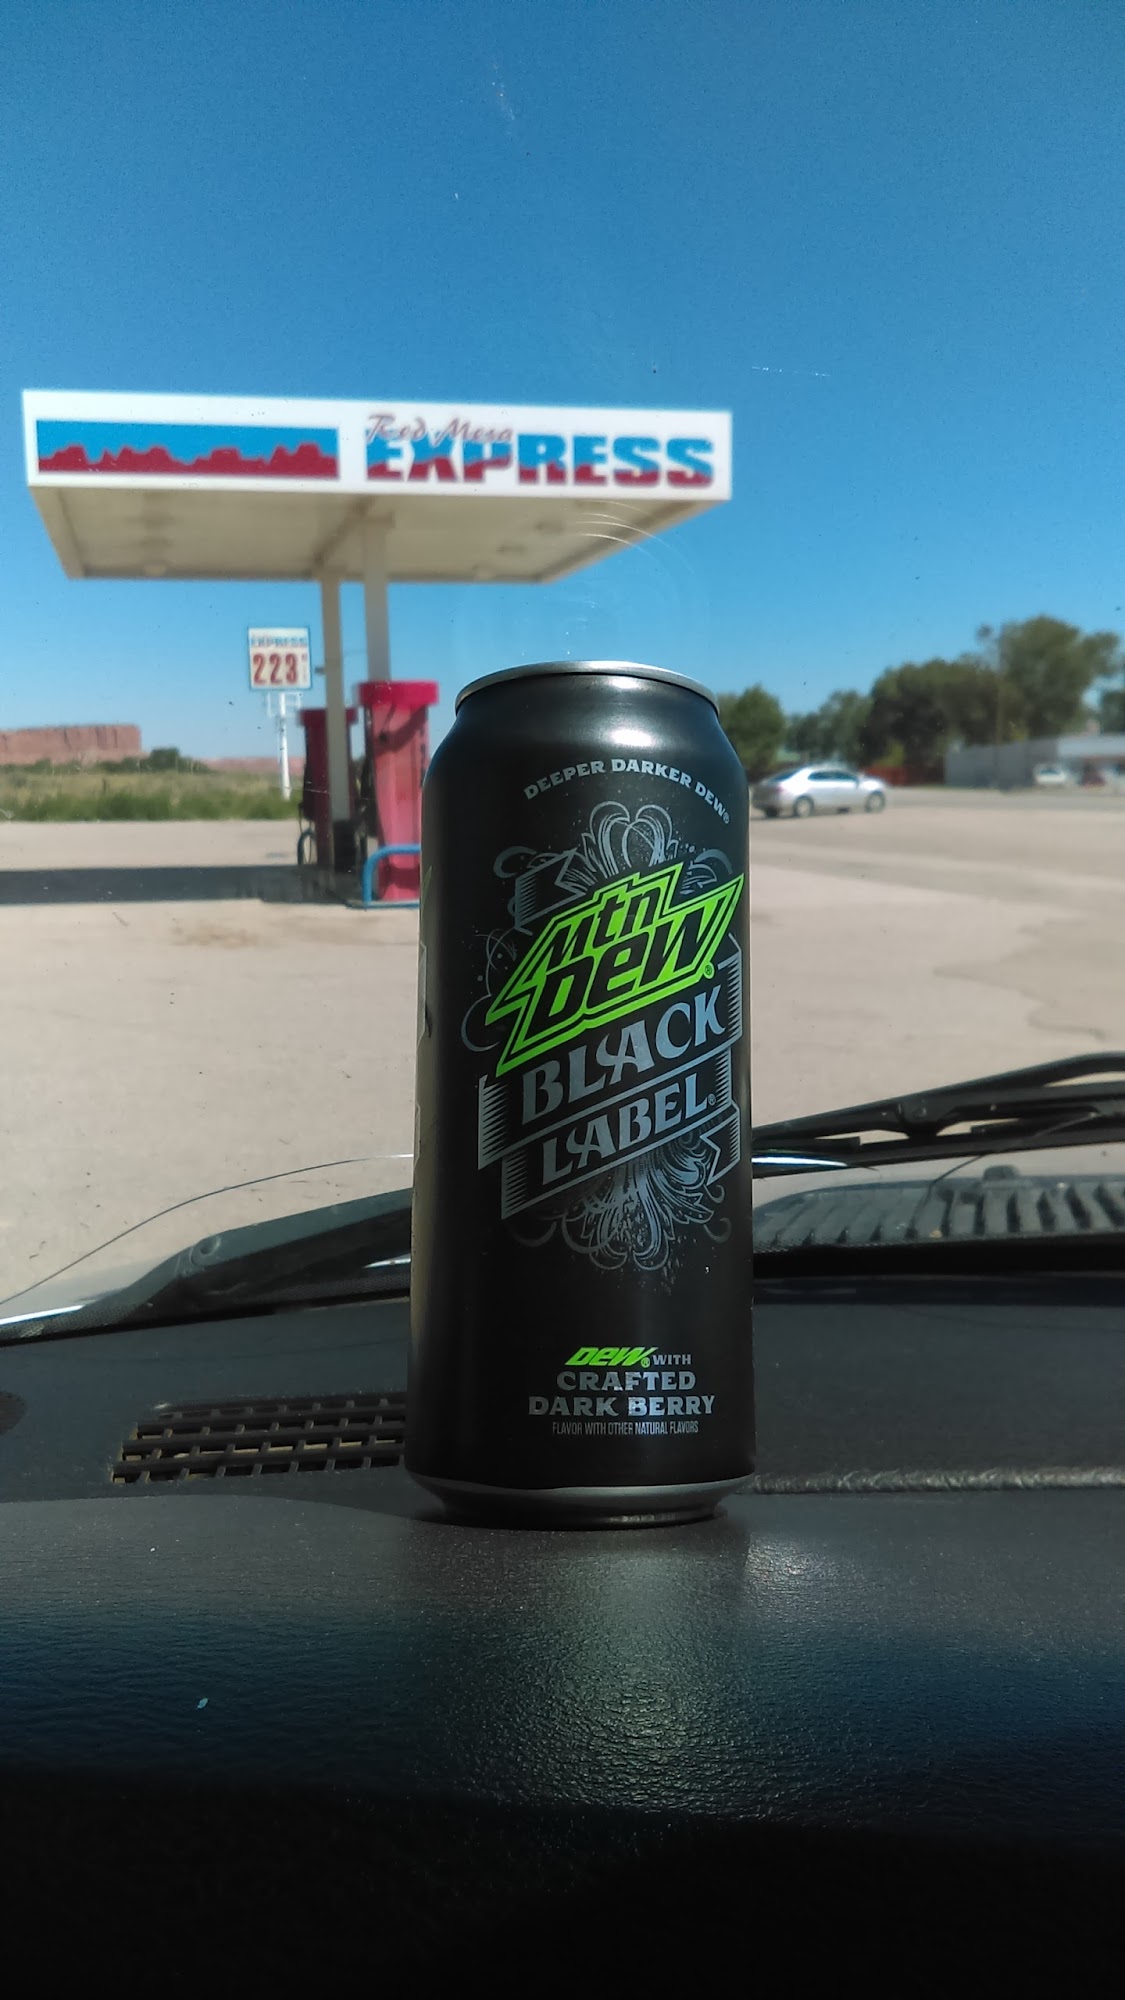 Red Mesa
EXPRESS
EXPRESS
223
DEEPER DARKER DEW®
mtn
DEW®
BLACK
LABEL®
DEW® WITH
CRAFTED
DARK BERRY
FLAVOR WITH OTHER NATURAL FLAVORS